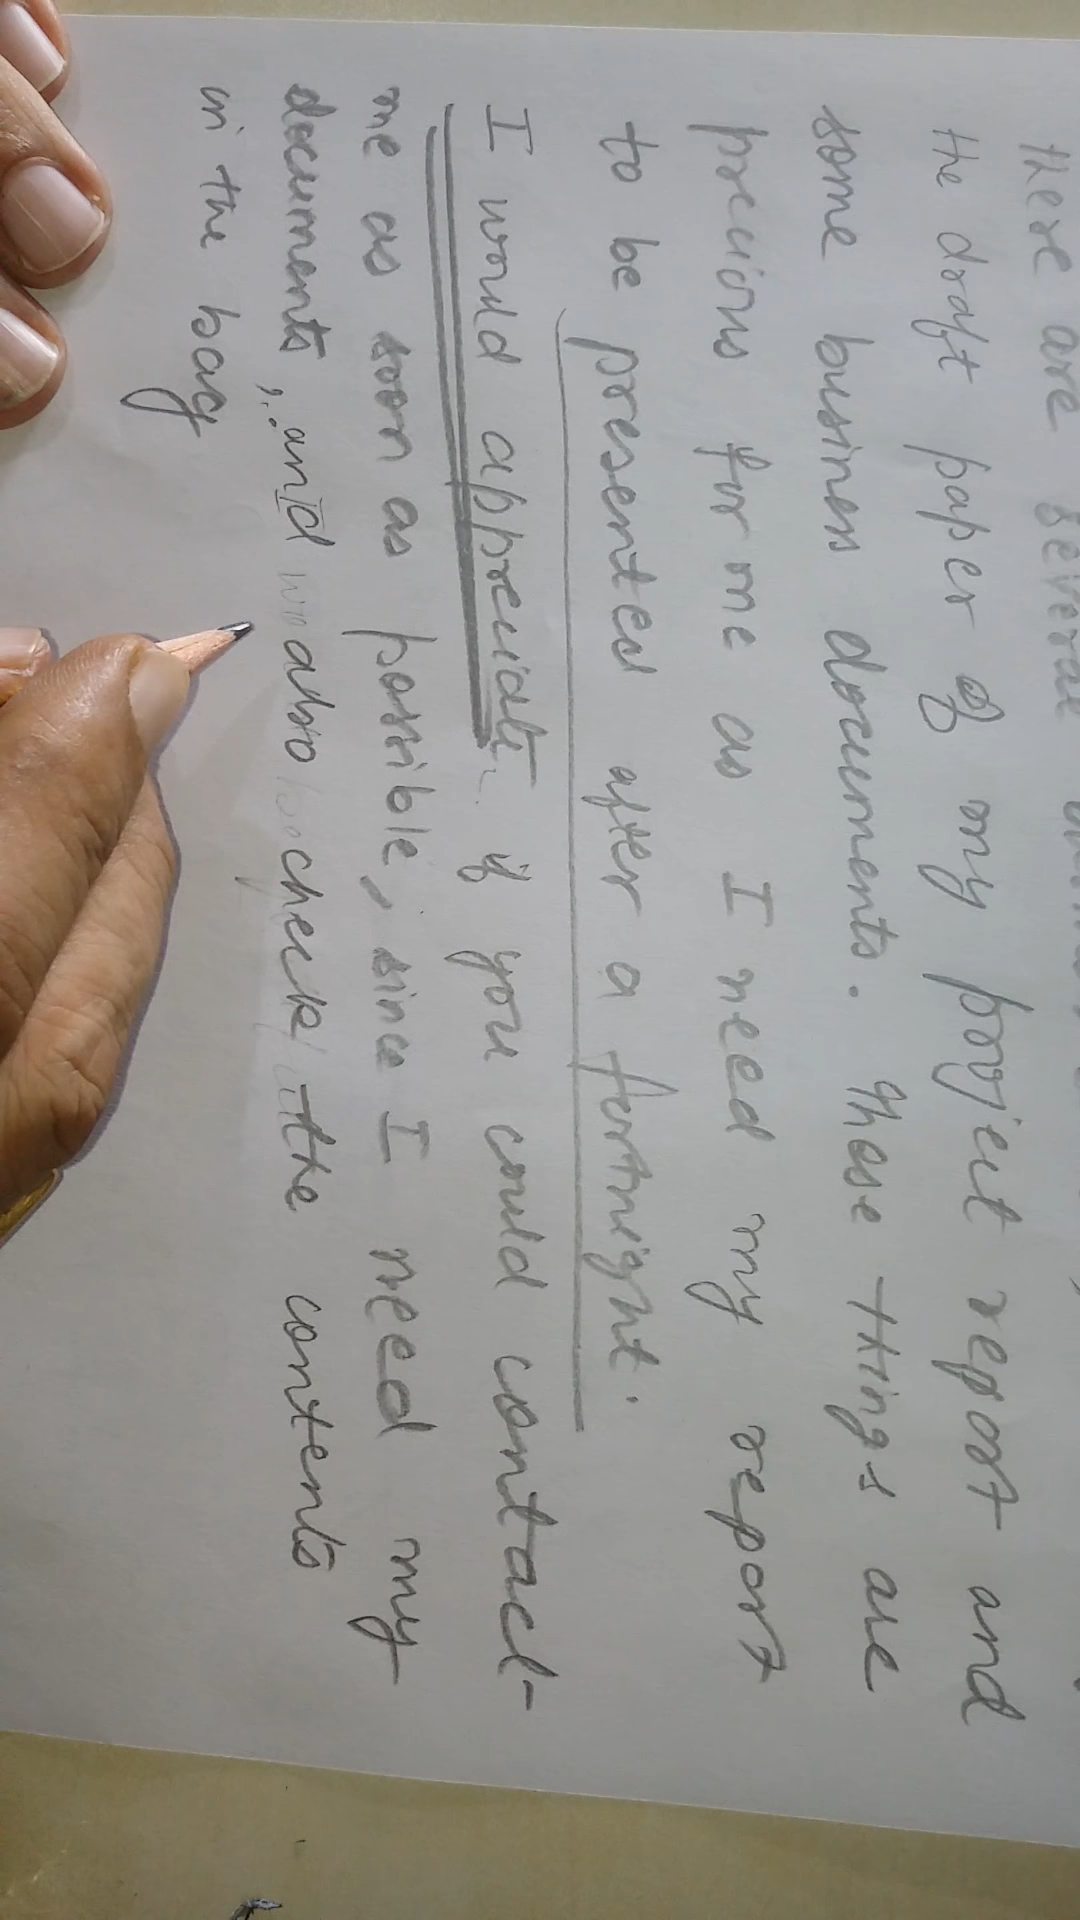 there are several
the draft paper of my project report and
some business documents. These things are
precious for me as I need my report
to be presented after a fortnight.
I would appreciate if you could contact
me as soon as possible, since I need my
documents, and also check the contents
in the bag